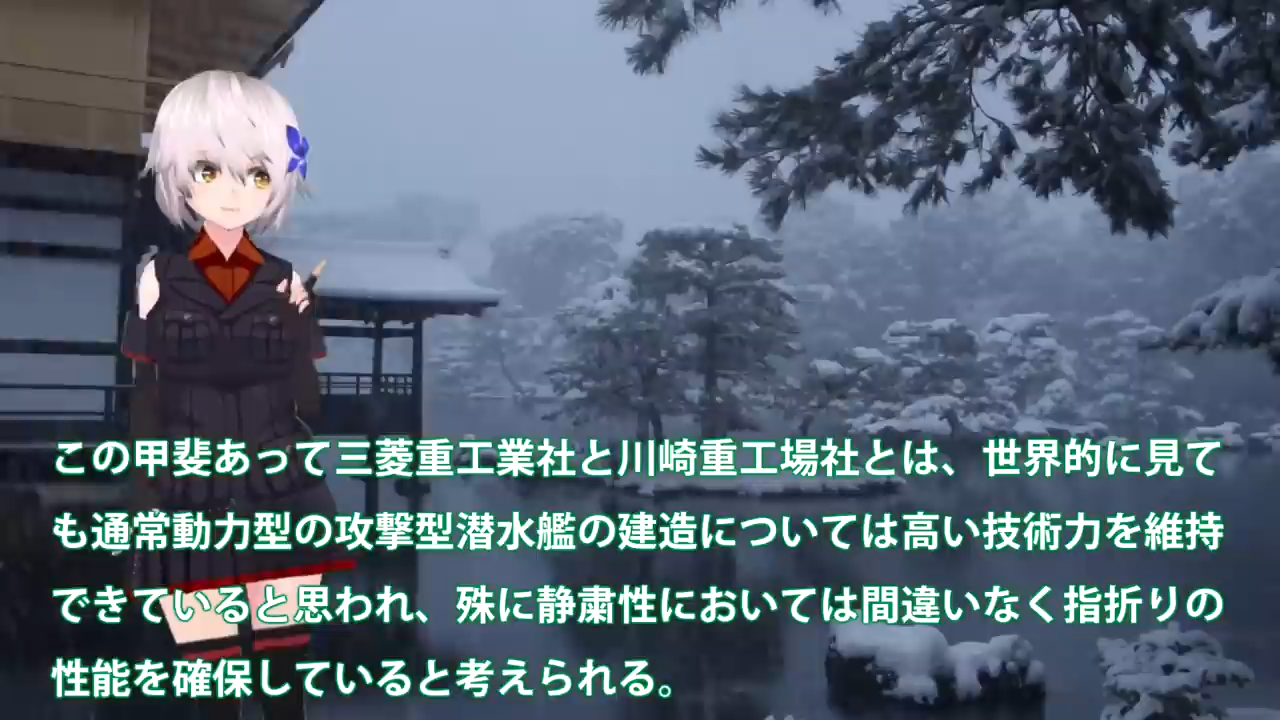 この甲斐あって三菱重工業社と川崎重工場社とは、世界的に見て
も通常動力型の攻撃型潜水艦の建造については高い技術力を維持
できていると思われ、殊に静粛性においては間違いなく指折りの
性能を確保していると考えられる。